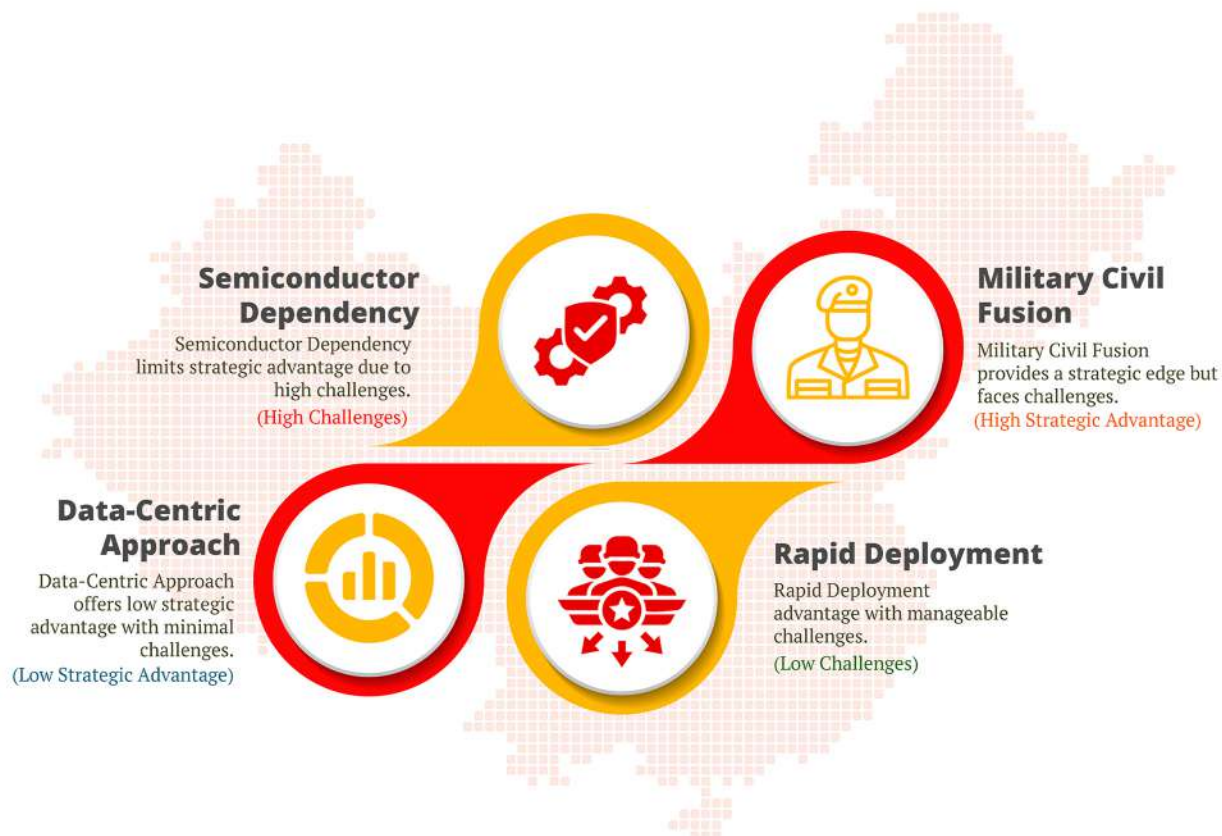 Semiconductor
Dependency
Semiconductor Dependency
limits strategic advantage due to
high challenges.
(High Challenges)
Military Civil
Fusion
Military Civil Fusion
provides a strategic edge but
faces challenges.
(High Strategic Advantage)
Data-Centric
Approach
Data-Centric Approach
offers low strategic
advantage with minimal
challenges.
(Low Strategic Advantage)
Rapid Deployment
Rapid Deployment
advantage with manageable
challenges.
(Low Challenges)